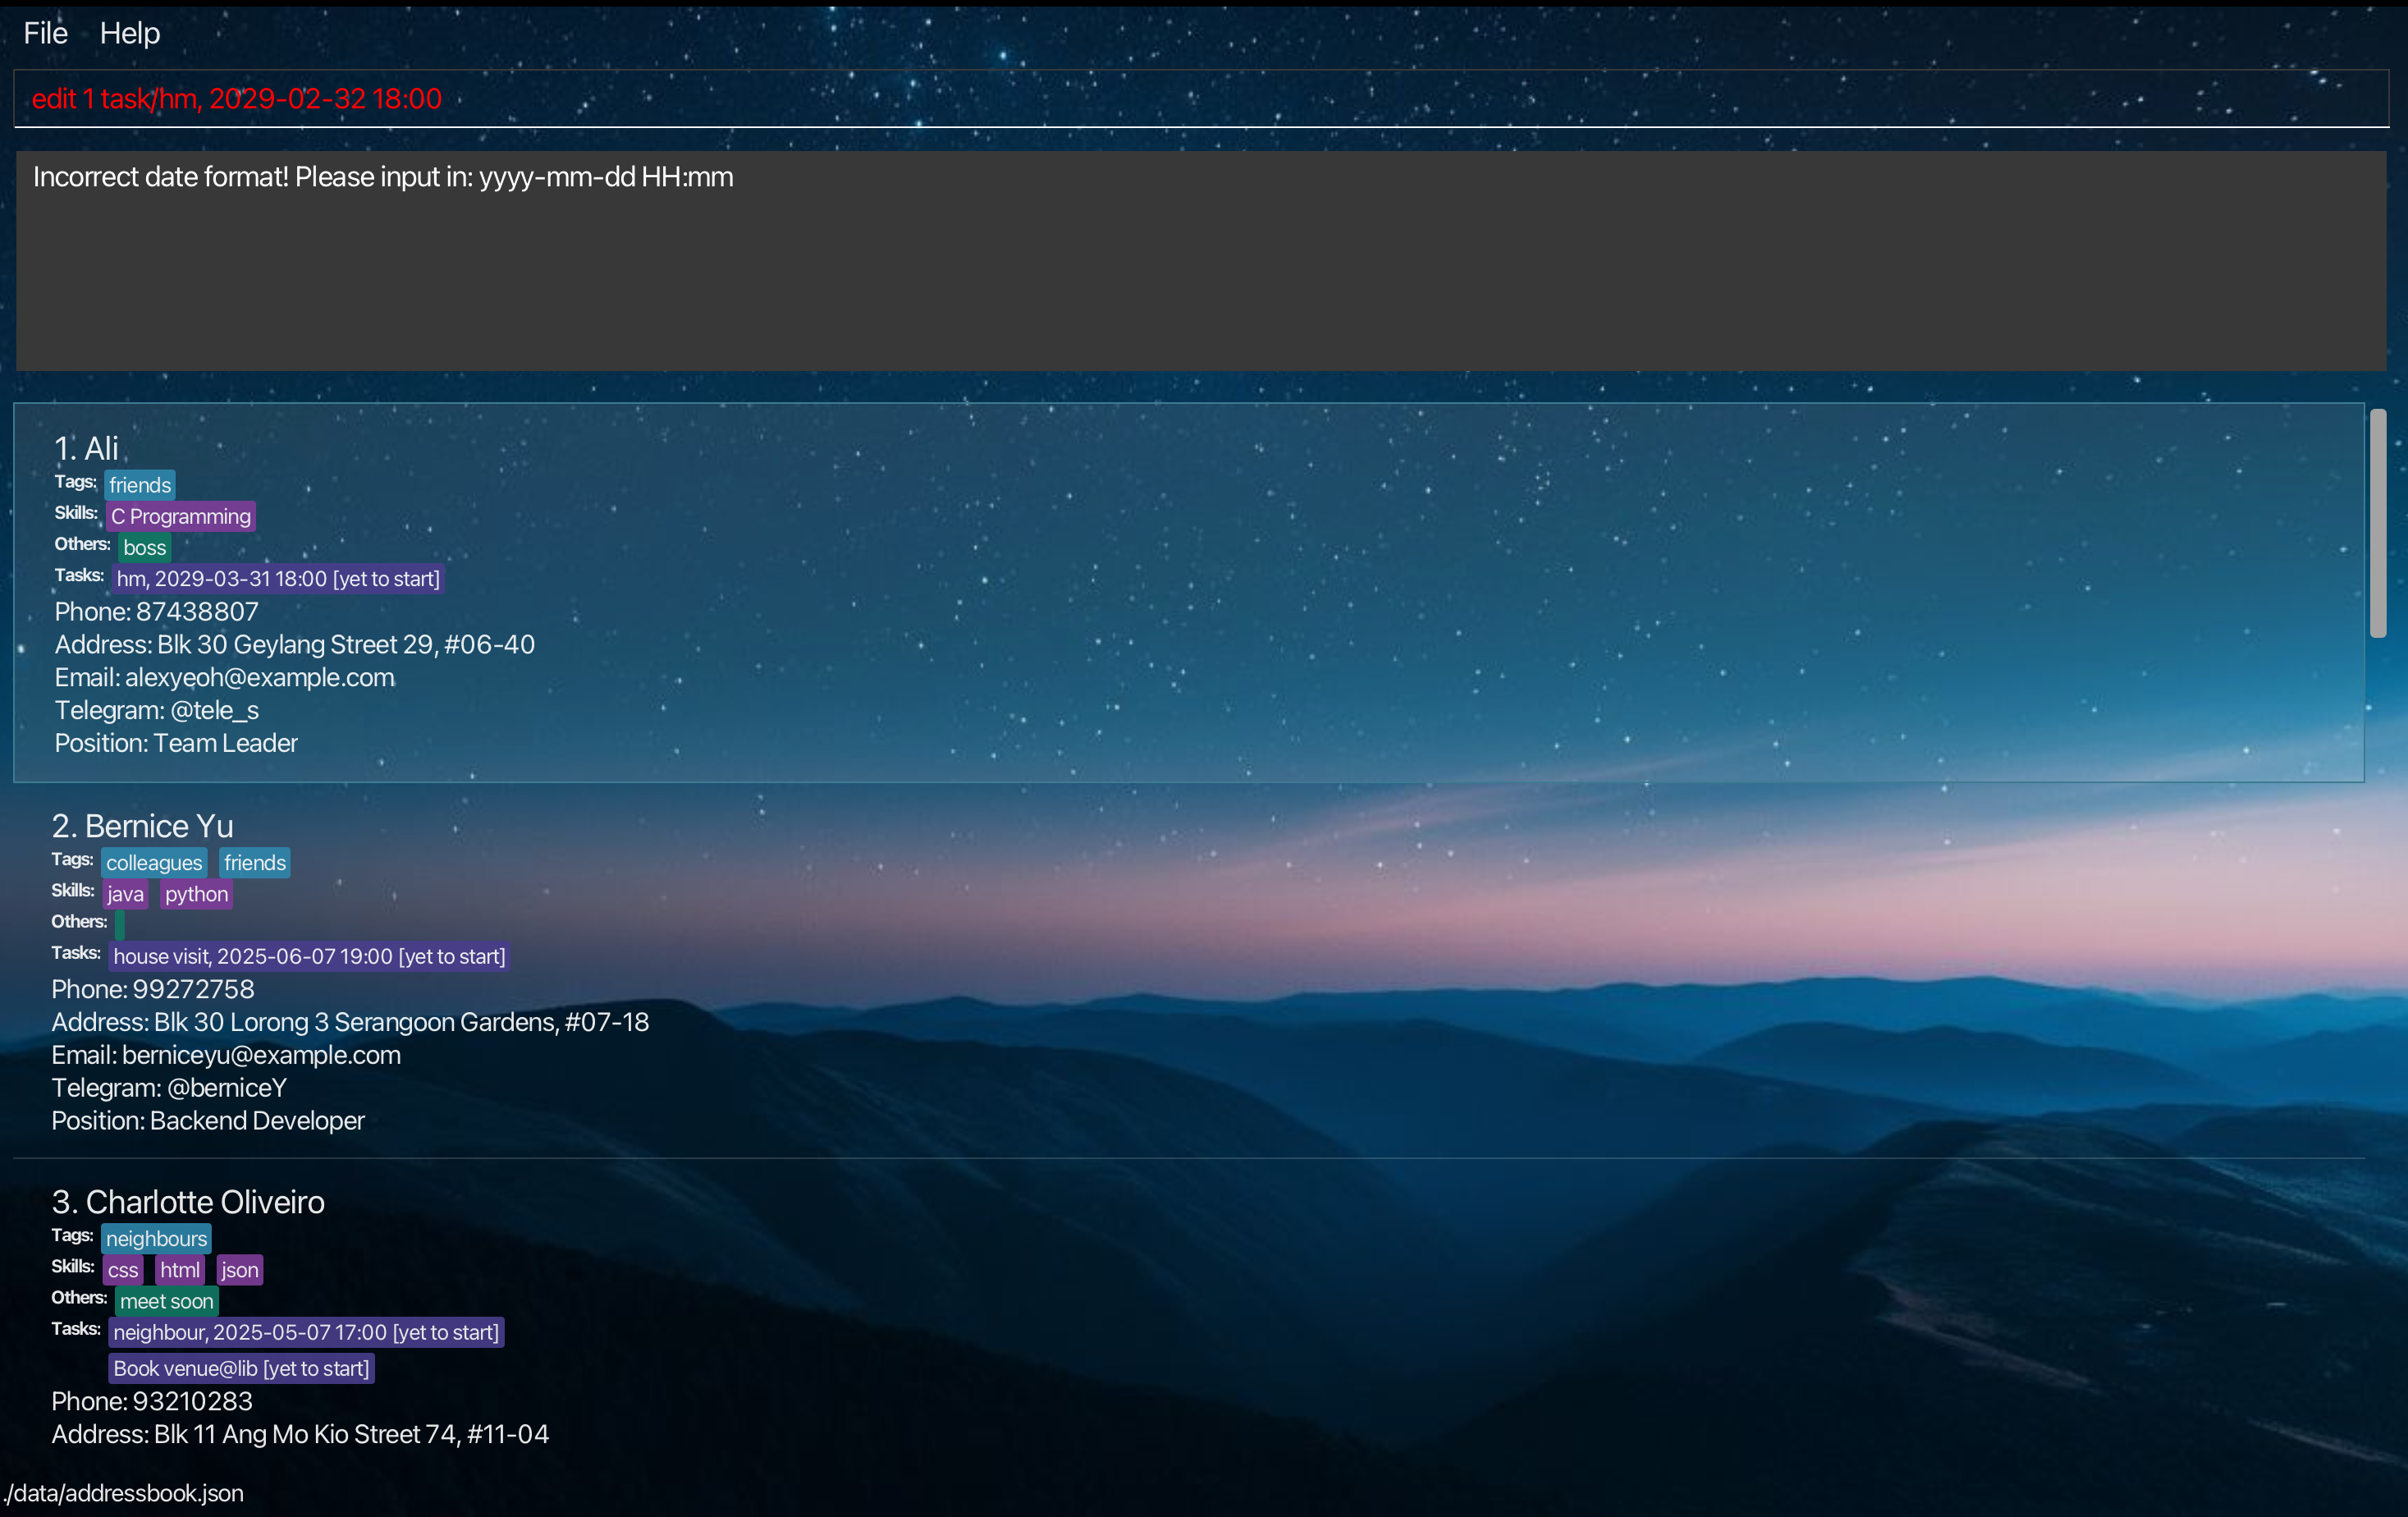 File Help
edit 1 task/hm, 2029-02-32 18:00
Incorrect date format! Please input in: yyyy-mm-dd HH:mm
1. Ali
Tags: friends
Skills: C Programming
Others: boss
Tasks: hm, 2029-03-31 18:00 [yet to start]
Phone: 87438807
Address: Blk 30 Geylang Street 29, #06-40
Email: alexyeoh@example.com
Telegram: @tele_s
Position: Team Leader
2. Bernice Yu
Tags: colleagues friends
Skills: java python
Others:
Tasks: house visit, 2025-06-07 19:00 [yet to start]
Phone: 99272758
Address: Blk 30 Lorong 3 Serangoon Gardens, #07-18
Email: berniceyu@example.com
Telegram: @berniceY
Position: Backend Developer
3. Charlotte Oliveiro
Tags: neighbours
Skills: css html json
Others: meet soon
Tasks: neighbour, 2025-05-07 17:00 [yet to start]
Book venue@lib [yet to start]
Phone: 93210283
Address: Blk 11 Ang Mo Kio Street 74, #11-04
./data/addressbook.json